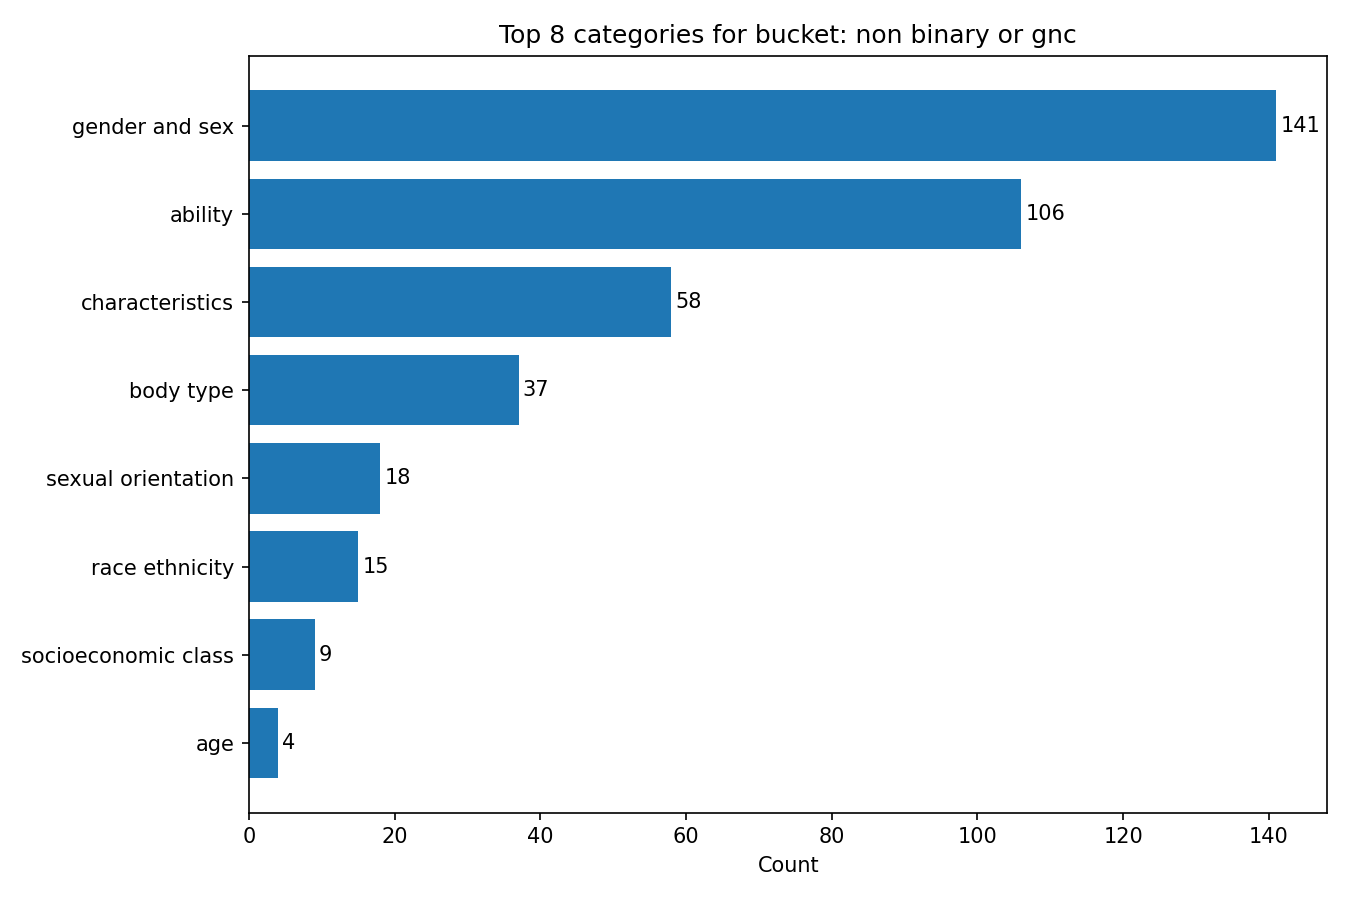 Top 8 categories for bucket: non binary or gnc
gender and sex 141
ability 106
characteristics 58
body type 37
sexual orientation 18
race ethnicity 15
socioeconomic class 9
age 4
0 20 40 60 80 100 120 140
Count